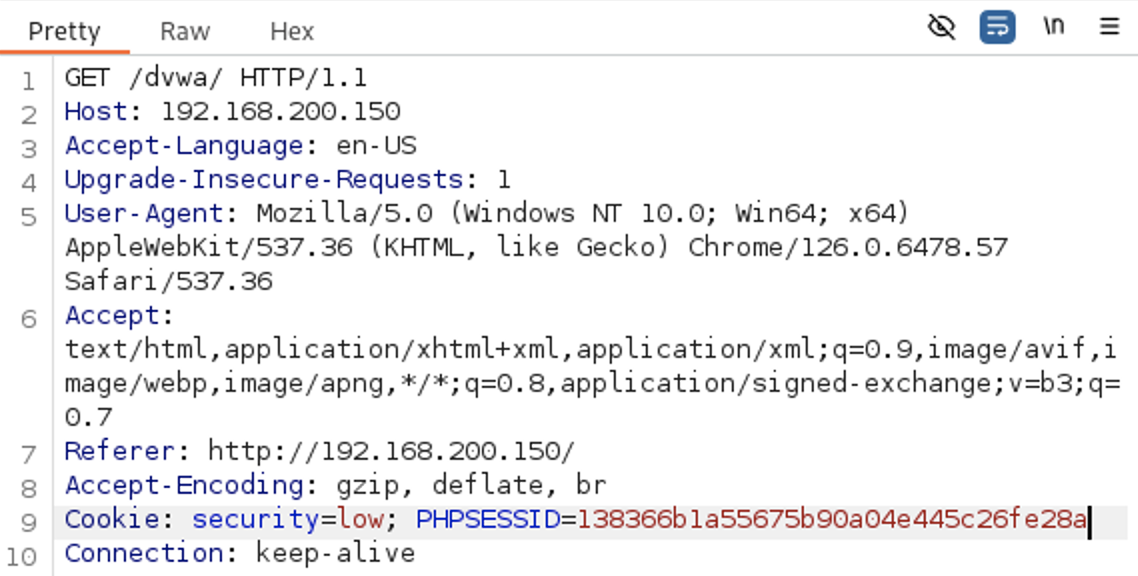 Pretty Raw Hex \n
1 GET /dvwa/ HTTP/1.1
2 Host: 192.168.200.150
3 Accept-Language: en-US
4 Upgrade-Insecure-Requests: 1
5 User-Agent: Mozilla/5.0 (Windows NT 10.0; Win64; x64)
AppleWebKit/537.36 (KHTML, like Gecko) Chrome/126.0.6478.57
Safari/537.36
6 Accept:
text/html,application/xhtml+xml,application/xml;q=0.9,image/avif,i
mage/webp,image/apng,*/*;q=0.8,application/signed-exchange;v=b3;q=
0.7
7 Referer: http://192.168.200.150/
8 Accept-Encoding: gzip, deflate, br
9 Cookie: security=low; PHPSESSID=138366b1a55675b90a04e445c26fe28a
10 Connection: keep-alive